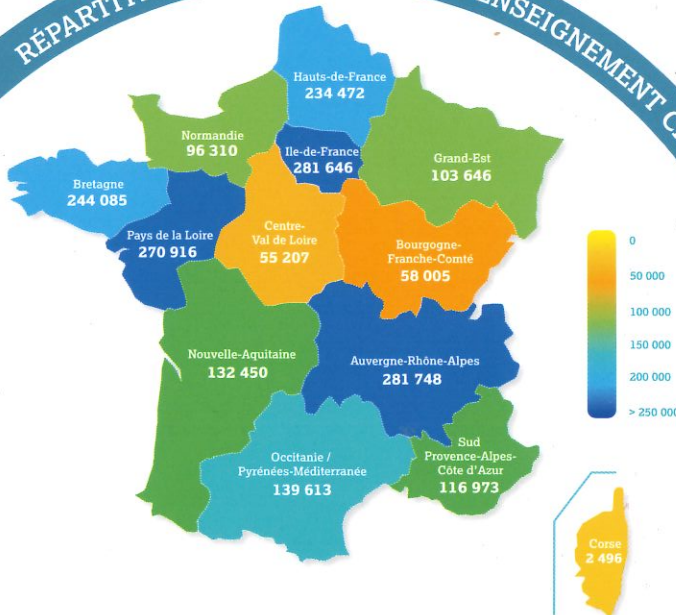 RÉPARTITI
ENSEIGNEMENT C
Hauts-de-France
234 472
Normandie
96 310
Ile-de-France
281 646
Grand-Est
103 646
Bretagne
244 085
Pays de la Loire
270 916
Centre-
Val de Loire
55 207
Bourgogne-
Franche-Comté
58 005
0
50 000
100 000
150 000
200 000
> 250 000
Nouvelle-Aquitaine
132 450
Auvergne-Rhône-Alpes
281 748
Occitanie /
Pyrénées-Méditerranée
139 613
Sud
Provence-Alpes-
Côte d'Azur
116 973
Corse
2 496